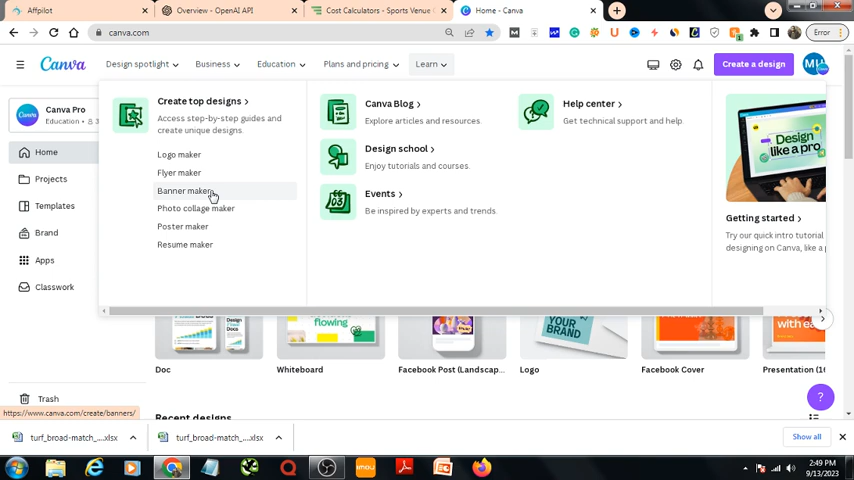 Affpilot
Overview - OpenAI API
Cost Calculators - Sports Venue
Home - Canva
canva.com
Error
Canva
Design spotlight
Business
Education
Plans and pricing
Learn
Create a design
MU
Canva Pro
Education • 8
Home
Projects
Templates
Brand
Apps
Classwork
Trash
Create top designs
Access step-by-step guides and
create unique designs.
Logo maker
Flyer maker
Banner maker
Photo collage maker
Poster maker
Resume maker
Canva Blog
Explore articles and resources.
Design school
Enjoy tutorials and courses.
Events
Be inspired by experts and trends.
Help center
Get technical support and help.
Design
like a
pro
Getting started
Try our quick intro tutorial
designing on Canva, like a
flowing
YOUR
BRAND
with ea
Doc
Whiteboard
Facebook Post (Landscap...
Logo
Facebook Cover
Presentation (16
Recent designs
https://www.canva.com/create/banners/
turf_broad-match_....xlsx
turf_broad-match_....xlsx
Show all
imou
2:49 PM
9/13/2023